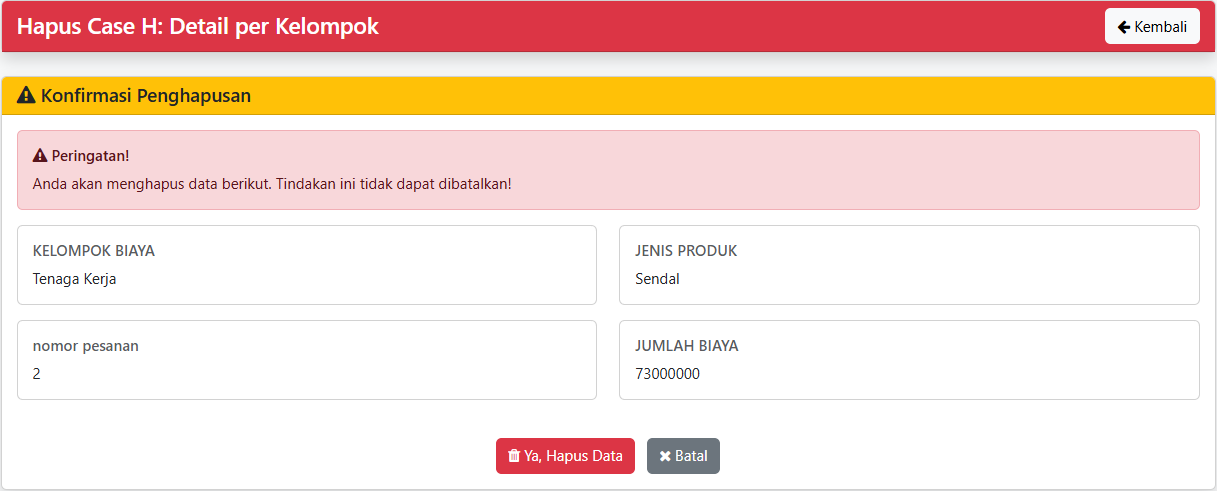 Hapus Case H: Detail per Kelompok
Kembali
Konfirmasi Penghapusan
Peringatan!
Anda akan menghapus data berikut. Tindakan ini tidak dapat dibatalkan!
KELOMPOK BIAYA
Tenaga Kerja
JENIS PRODUK
Sendal
nomor pesanan
2
JUMLAH BIAYA
73000000
Ya, Hapus Data
Batal